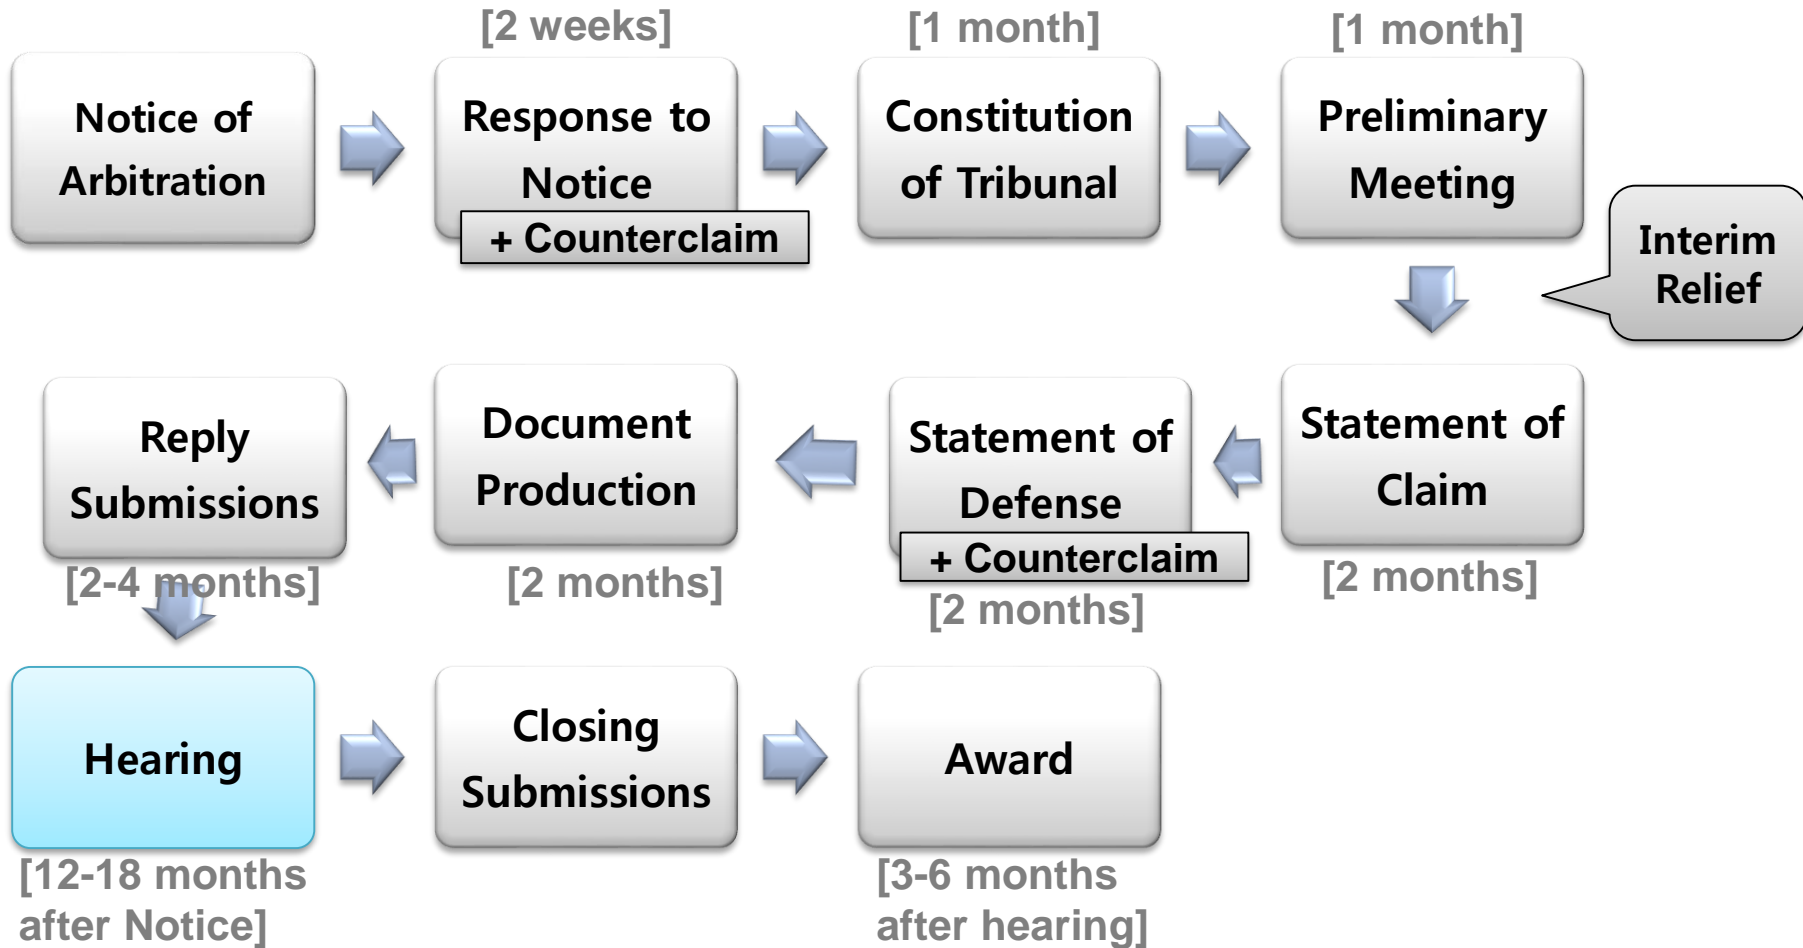 [2 weeks]
[1 month]
[1 month]
Notice of
Arbitration
Response to
Notice
+ Counterclaim
Constitution
of Tribunal
Preliminary
Meeting
Interim
Relief
Statement of
Claim
[2 months]
Statement of
Defense
+ Counterclaim
[2 months]
Document
Production
[2 months]
Reply
Submissions
[2-4 months]
Hearing
[12-18 months
after Notice]
Closing
Submissions
Award
[3-6 months
after hearing]